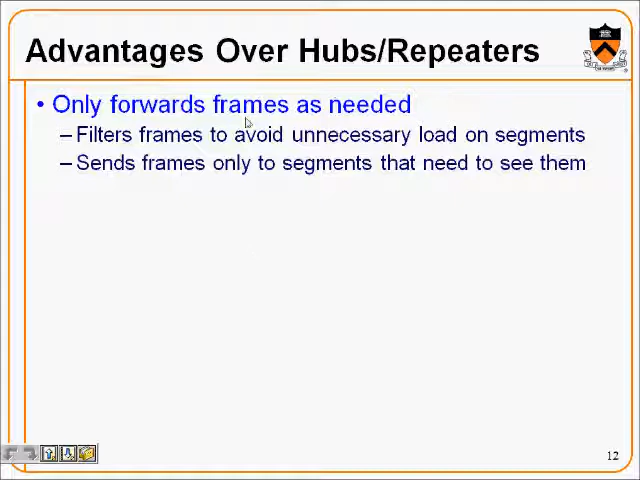 Advantages Over Hubs/Repeaters
• Only forwards frames as needed
– Filters frames to avoid unnecessary load on segments
– Sends frames only to segments that need to see them
12